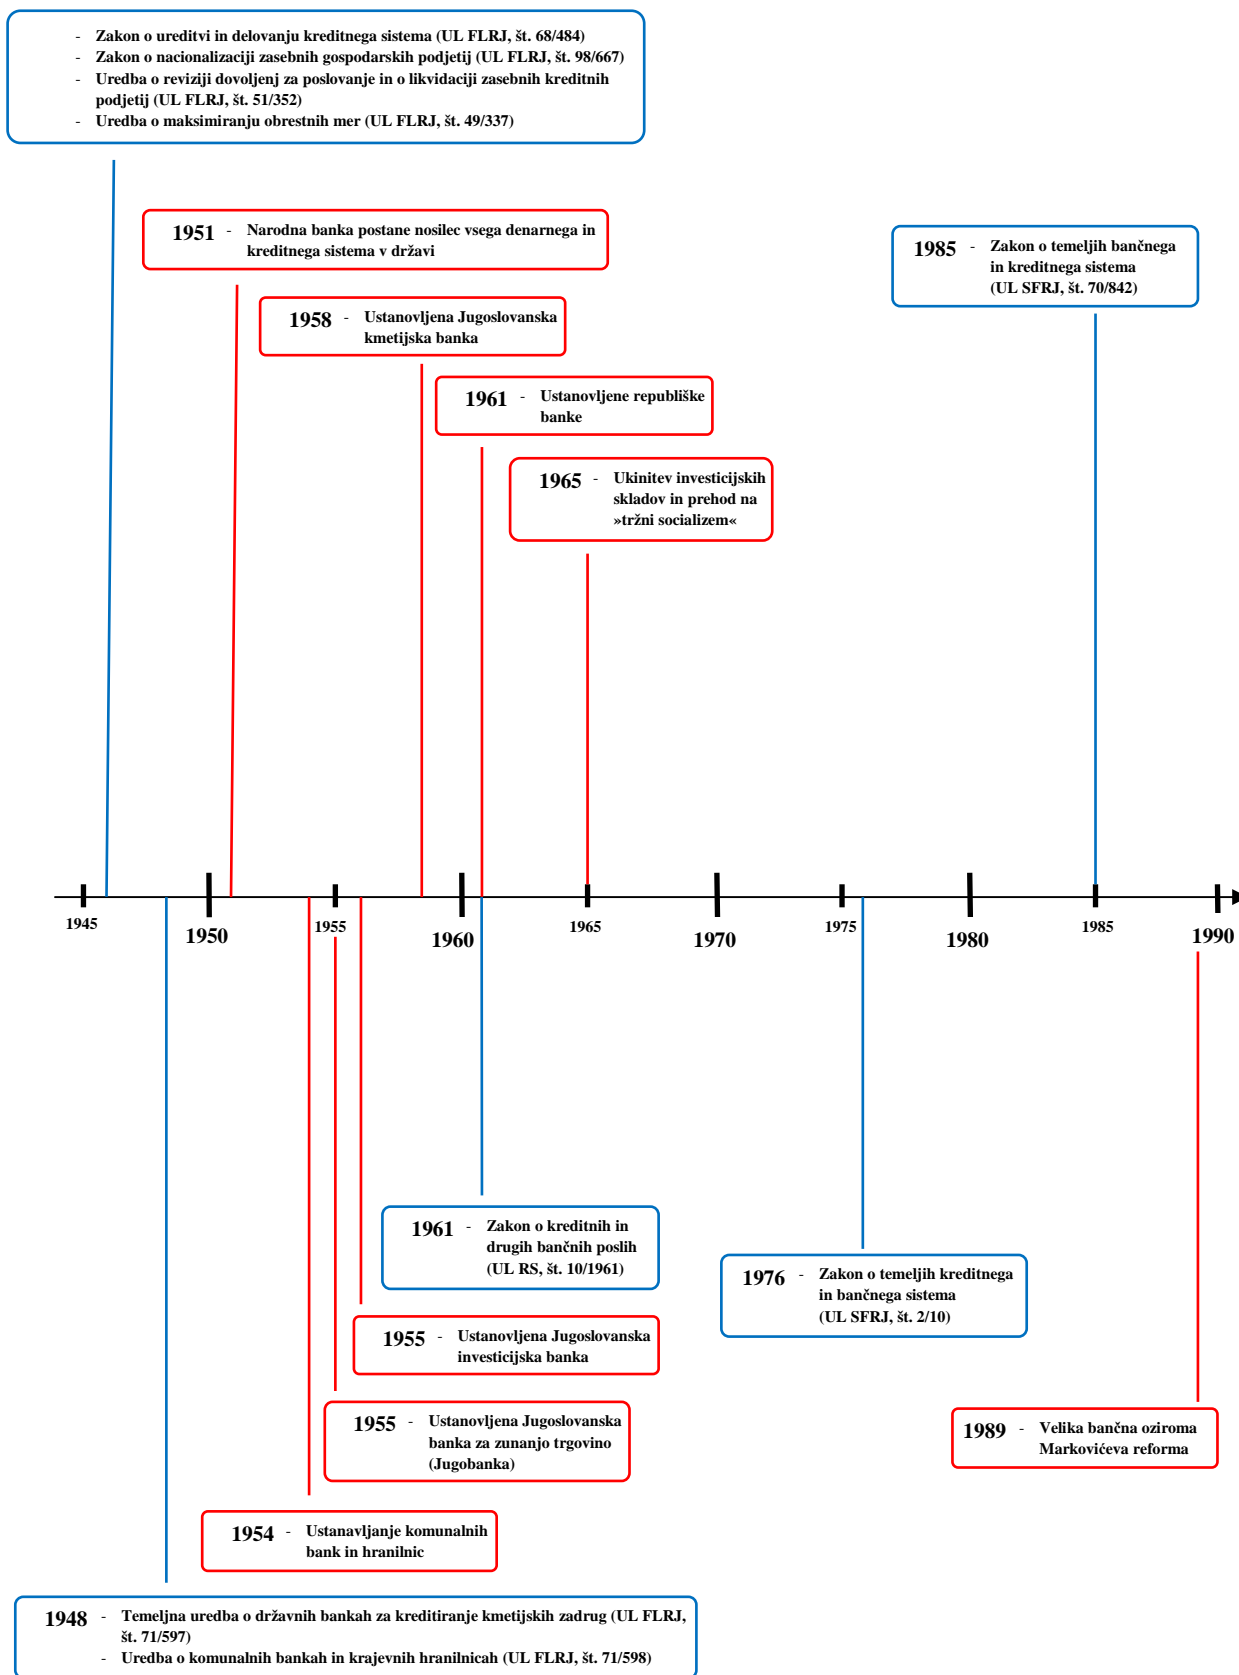 - Zakon o ureditvi in delovanju kreditnega sistema (UL FLRJ, št. 68/484)
- Zakon o nacionalizaciji zasebnih gospodarskih podjetij (UL FLRJ, št. 98/667)
- Uredba o reviziji dovoljenj za poslovanje in o likvidaciji zasebnih kreditnih
podjetij (UL FLRJ, št. 51/352)
- Uredba o maksimiranju obrestnih mer (UL FLRJ, št. 49/337)
1951 - Narodna banka postane nosilec vsega denarnega in
kreditnega sistema v državi
1985 - Zakon o temeljih bančnega
in kreditnega sistema
(UL SFRJ, št. 70/842)
1958 - Ustanovljena Jugoslovanska
kmetijska banka
1961 - Ustanovljene republiške
banke
1965 - Ukinitev investicijskih
skladov in prehod na
»tržni socializem«
1945 1950 1955 1960 1965 1970 1975 1980 1985 1990
1961 - Zakon o kreditnih in
drugih bančnih poslih
(UL RS, št. 10/1961)
1976 - Zakon o temeljih kreditnega
in bančnega sistema
(UL SFRJ, št. 2/10)
1955 - Ustanovljena Jugoslovanska
investicijska banka
1955 - Ustanovljena Jugoslovanska
banka za zunanjo trgovino
(Jugobanka)
1989 - Velika bančna oziroma
Markovićeva reforma
1954 - Ustanavljanje komunalnih
bank in hranilnic
1948 - Temeljna uredba o državnih bankah za kreditiranje kmetijskih zadrug (UL FLRJ,
št. 71/597)
- Uredba o komunalnih bankah in krajevnih hranilnicah (UL FLRJ, št. 71/598)